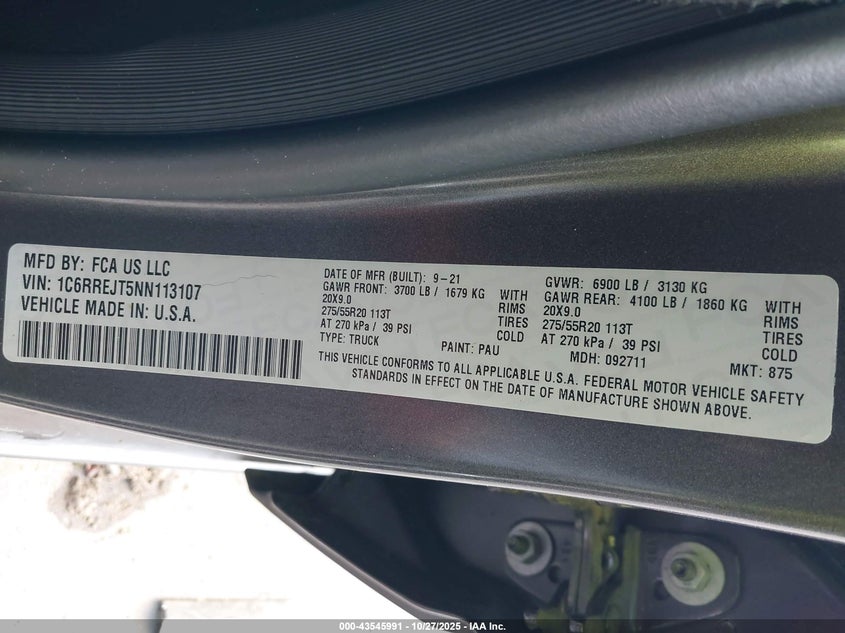 MFD BY: FCA US LLC
VIN: 1C6RREJT5NN113107
VEHICLE MADE IN: U.S.A.
DATE OF MFR (BUILT): 9-21
GAWR FRONT: 3700 LB / 1679 KG WITH
20X9.0 RIMS
275/55R20 113T TIRES
AT 270 kPa / 39 PSI COLD
TYPE: TRUCK PAINT: PAU
GVWR: 6900 LB / 3130 KG
GAWR REAR: 4100 LB / 1860 KG WITH
20X9.0 RIMS
275/55R20 113T TIRES
AT 270 kPa / 39 PSI COLD
MDH: 092711 MKT: 875
THIS VEHICLE CONFORMS TO ALL APPLICABLE U.S.A. FEDERAL MOTOR VEHICLE SAFETY
STANDARDS IN EFFECT ON THE DATE OF MANUFACTURE SHOWN ABOVE.
000-43545991 - 10/27/2025 - IAA Inc.